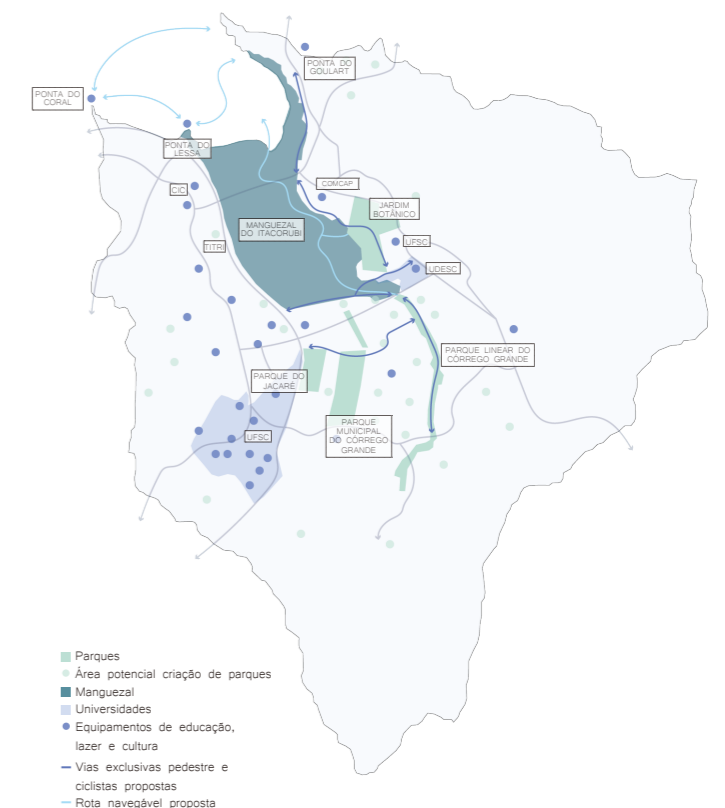 PONTA DO
GOULART
PONTA DO
CORAL
PONTA DO
LESSA
CIC
COMCAP
JARDIM
BOTÂNICO
MANGUEZAL
DO ITACORUBI
UFSC
TITRI
UDESC
PARQUE LINEAR DO
CÓRREGO GRANDE
PARQUE DO
JACARÉ
PARQUE
MUNICIPAL
DO CÓRREGO
GRANDE
UFSC
Parques
Área potencial criação de parques
Manguezal
Universidades
Equipamentos de educação,
lazer e cultura
Vias exclusivas pedestre e
ciclistas propostas
Rota navegável proposta